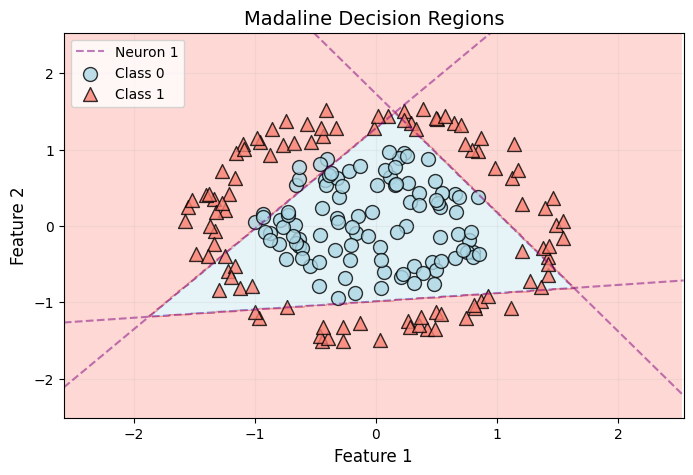 Madaline Decision Regions
Neuron 1
Class 0
Class 1
Feature 2
2
1
0
−1
−2
−2
−1
0
1
2
Feature 1